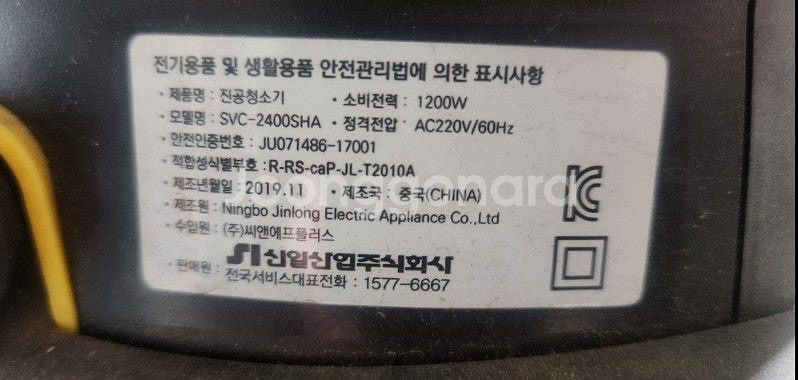 전기용품 및 생활용품 안전관리법에 의한 표시사항
• 제품명 : 진공청소기 • 소비전력 : 1200W
• 모델명 : SVC-2400SHA • 정격전압 : AC220V/60Hz
• 안전인증번호 : JU071486-17001
• 적합성식별부호 : R-RS-caP-JL-T2010A
• 제조년월일 : 2019.11 • 제조국 : 중국(CHINA)
• 제조원 : Ningbo Jinlong Electric Appliance Co.,Ltd
• 수입원 : (주)씨앤에프플러스
SI 신일산업주식회사
• 판매원 : 전국서비스대표전화 : 1577-6667
KC
Joonggonara